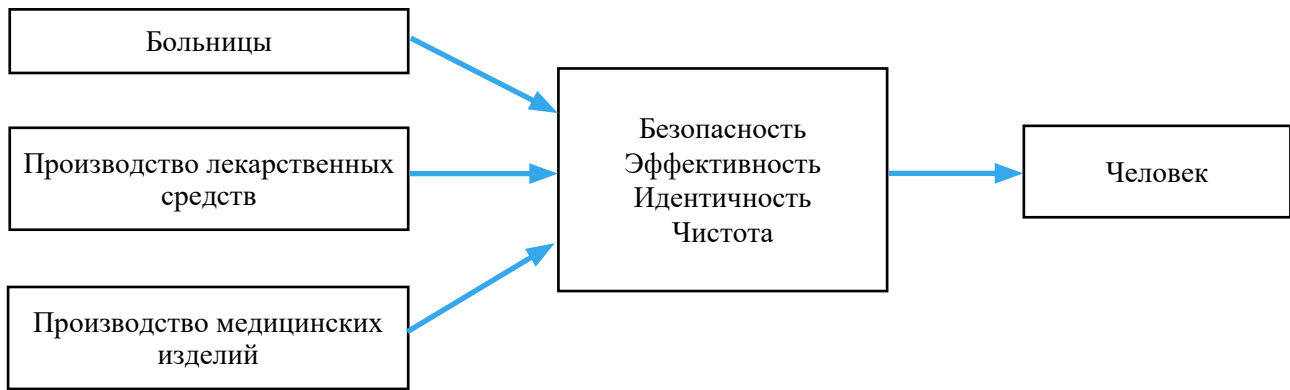 Больницы
Производство лекарственных
средств
Производство медицинских
изделий
Безопасность
Эффективность
Идентичность
Чистота
Человек